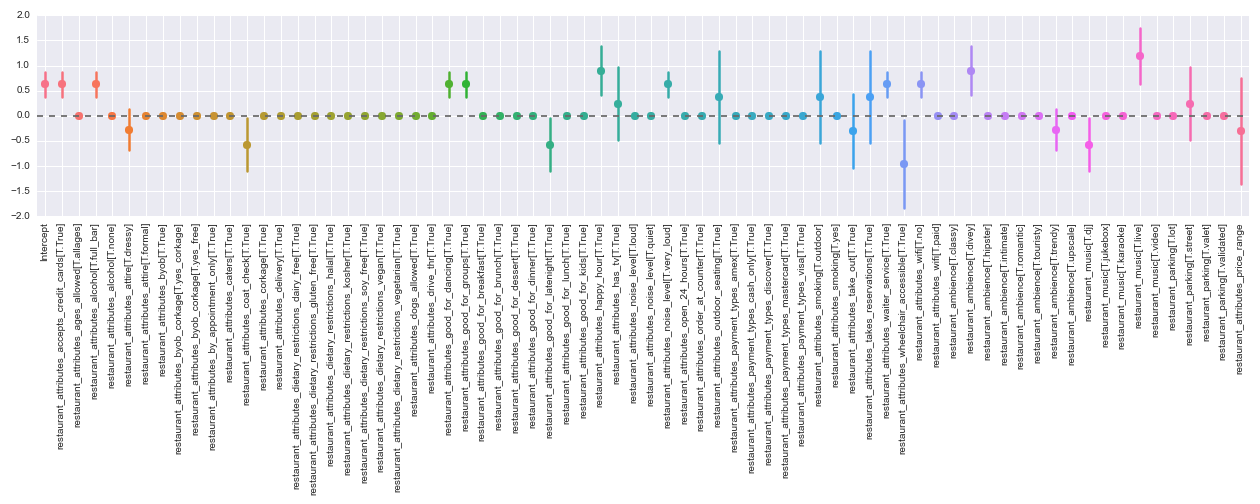 2.0
1.5
1.0
0.5
0.0
−0.5
−1.0
−1.5
−2.0
Intercept
restaurant_attributes_accepts_credit_cards[T.True]
restaurant_attributes_ages_allowed[T.allages]
restaurant_attributes_alcohol[T.full_bar]
restaurant_attributes_alcohol[T.none]
restaurant_attributes_attire[T.dressy]
restaurant_attributes_attire[T.formal]
restaurant_attributes_byob[T.True]
restaurant_attributes_byob_corkage[T.yes_corkage]
restaurant_attributes_byob_corkage[T.yes_free]
restaurant_attributes_by_appointment_only[T.True]
restaurant_attributes_caters[T.True]
restaurant_attributes_coat_check[T.True]
restaurant_attributes_corkage[T.True]
restaurant_attributes_delivery[T.True]
restaurant_attributes_dietary_restrictions_dairy_free[T.True]
restaurant_attributes_dietary_restrictions_gluten_free[T.True]
restaurant_attributes_dietary_restrictions_halal[T.True]
restaurant_attributes_dietary_restrictions_kosher[T.True]
restaurant_attributes_dietary_restrictions_soy_free[T.True]
restaurant_attributes_dietary_restrictions_vegan[T.True]
restaurant_attributes_dietary_restrictions_vegetarian[T.True]
restaurant_attributes_dogs_allowed[T.True]
restaurant_attributes_drive_thr[T.True]
restaurant_attributes_good_for_dancing[T.True]
restaurant_attributes_good_for_groups[T.True]
restaurant_attributes_good_for_breakfast[T.True]
restaurant_attributes_good_for_brunch[T.True]
restaurant_attributes_good_for_dessert[T.True]
restaurant_attributes_good_for_dinner[T.True]
restaurant_attributes_good_for_latenight[T.True]
restaurant_attributes_good_for_lunch[T.True]
restaurant_attributes_good_for_kids[T.True]
restaurant_attributes_happy_hour[T.True]
restaurant_attributes_has_tv[T.True]
restaurant_attributes_noise_level[T.loud]
restaurant_attributes_noise_level[T.quiet]
restaurant_attributes_noise_level[T.very_loud]
restaurant_attributes_open_24_hours[T.True]
restaurant_attributes_order_at_counter[T.True]
restaurant_attributes_outdoor_seating[T.True]
restaurant_attributes_payment_types_amex[T.True]
restaurant_attributes_payment_types_cash_only[T.True]
restaurant_attributes_payment_types_discover[T.True]
restaurant_attributes_payment_types_mastercard[T.True]
restaurant_attributes_payment_types_visa[T.True]
restaurant_attributes_smoking[T.outdoor]
restaurant_attributes_smoking[T.yes]
restaurant_attributes_take_out[T.True]
restaurant_attributes_takes_reservations[T.True]
restaurant_attributes_waiter_service[T.True]
restaurant_attributes_wheelchair_accessible[T.True]
restaurant_attributes_wifi[T.no]
restaurant_attributes_wifi[T.paid]
restaurant_ambience[T.classy]
restaurant_ambience[T.divey]
restaurant_ambience[T.hipster]
restaurant_ambience[T.intimate]
restaurant_ambience[T.romantic]
restaurant_ambience[T.touristy]
restaurant_ambience[T.trendy]
restaurant_ambience[T.upscale]
restaurant_music[T.dj]
restaurant_music[T.jukebox]
restaurant_music[T.karaoke]
restaurant_music[T.live]
restaurant_music[T.video]
restaurant_parking[T.lot]
restaurant_parking[T.street]
restaurant_parking[T.valet]
restaurant_parking[T.validated]
restaurant_attributes_price_range